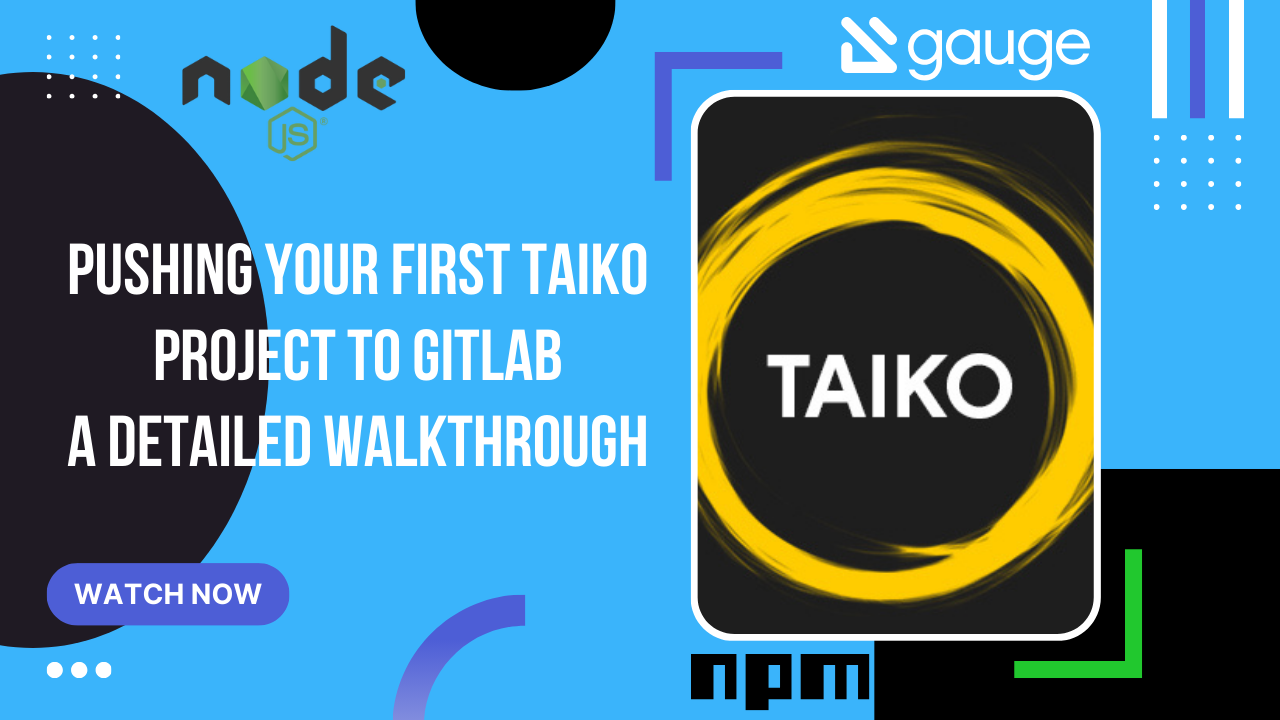 node
JS®
gauge
PUSHING YOUR FIRST TAIKO
PROJECT TO GITLAB
A DETAILED WALKTHROUGH
TAIKO
WATCH NOW
npm